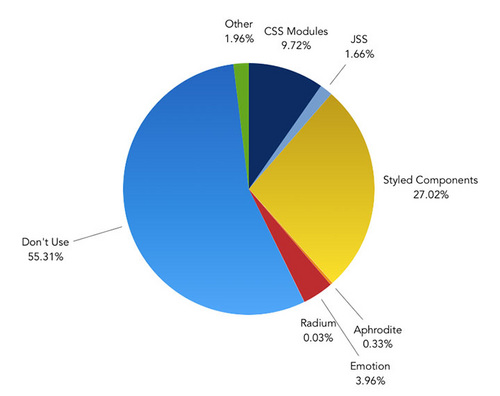 Other
1.96%
CSS Modules
9.72%
JSS
1.66%
Styled Components
27.02%
Don't Use
55.31%
Radium
0.03%
Aphrodite
0.33%
Emotion
3.96%